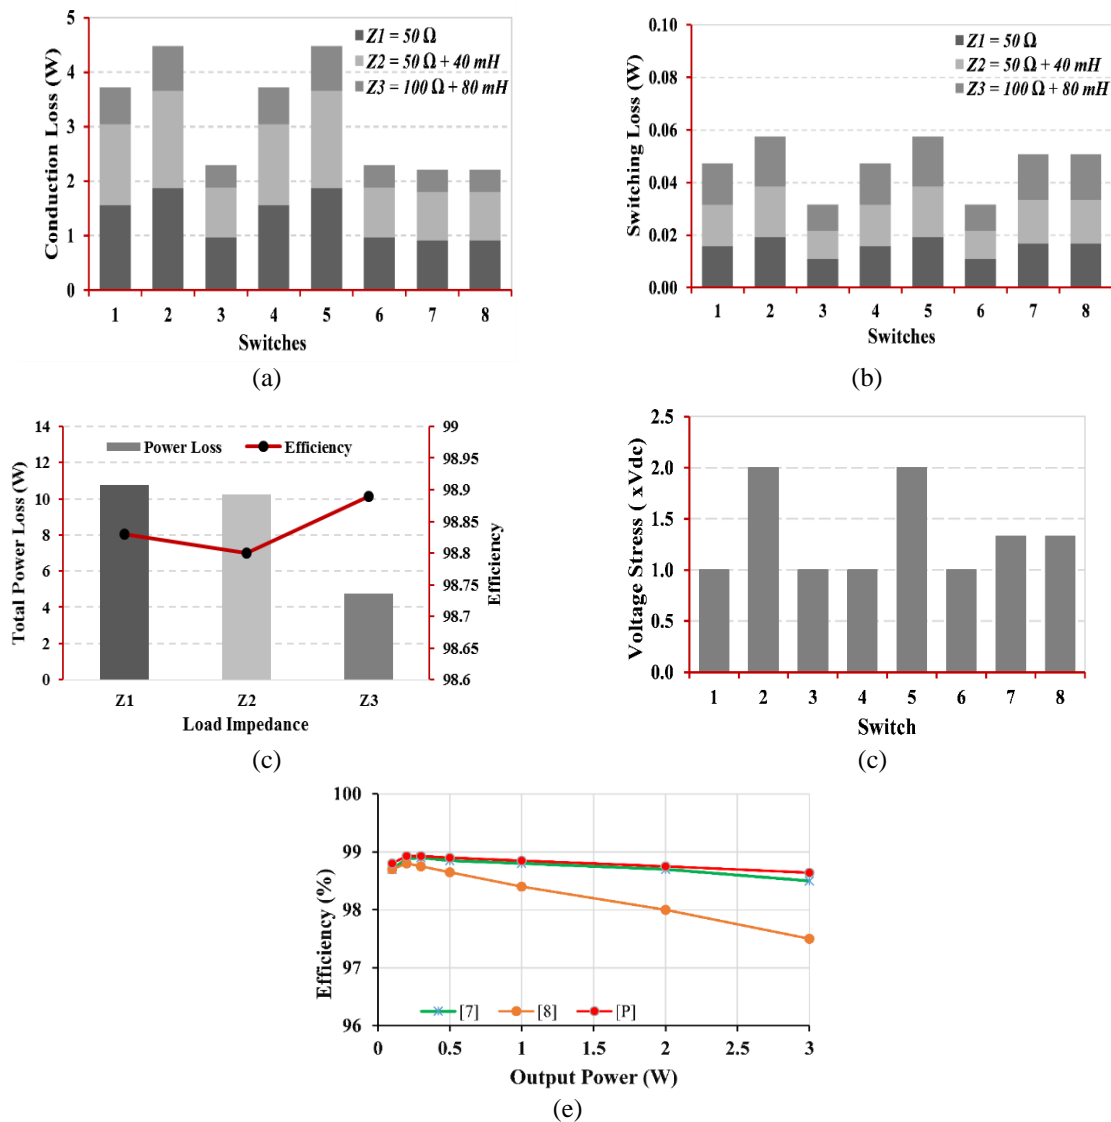 5
4
3
2
1
0
Conduction Loss (W)
Z1 = 50 Ω
Z2 = 50 Ω + 40 mH
Z3 = 100 Ω + 80 mH
1 2 3 4 5 6 7 8
Switches
(a)
0.10
0.08
0.06
0.04
0.02
0.00
Switching Loss (W)
Z1 = 50 Ω
Z2 = 50 Ω + 40 mH
Z3 = 100 Ω + 80 mH
1 2 3 4 5 6 7 8
Switches
(b)
14
12
10
8
6
4
2
0
Total Power Loss (W)
Power Loss Efficiency
99
98.95
98.9
98.85
98.8
98.75
98.7
98.65
98.6
Efficiency
Z1 Z2 Z3
Load Impedance
(c)
2.5
2.0
1.5
1.0
0.5
0.0
Voltage Stress ( xVdc)
1 2 3 4 5 6 7 8
Switch
(c)
100
99
98
97
96
Efficiency (%)
[7] [8] [P]
0 0.5 1 1.5 2 2.5 3
Output Power (W)
(e)